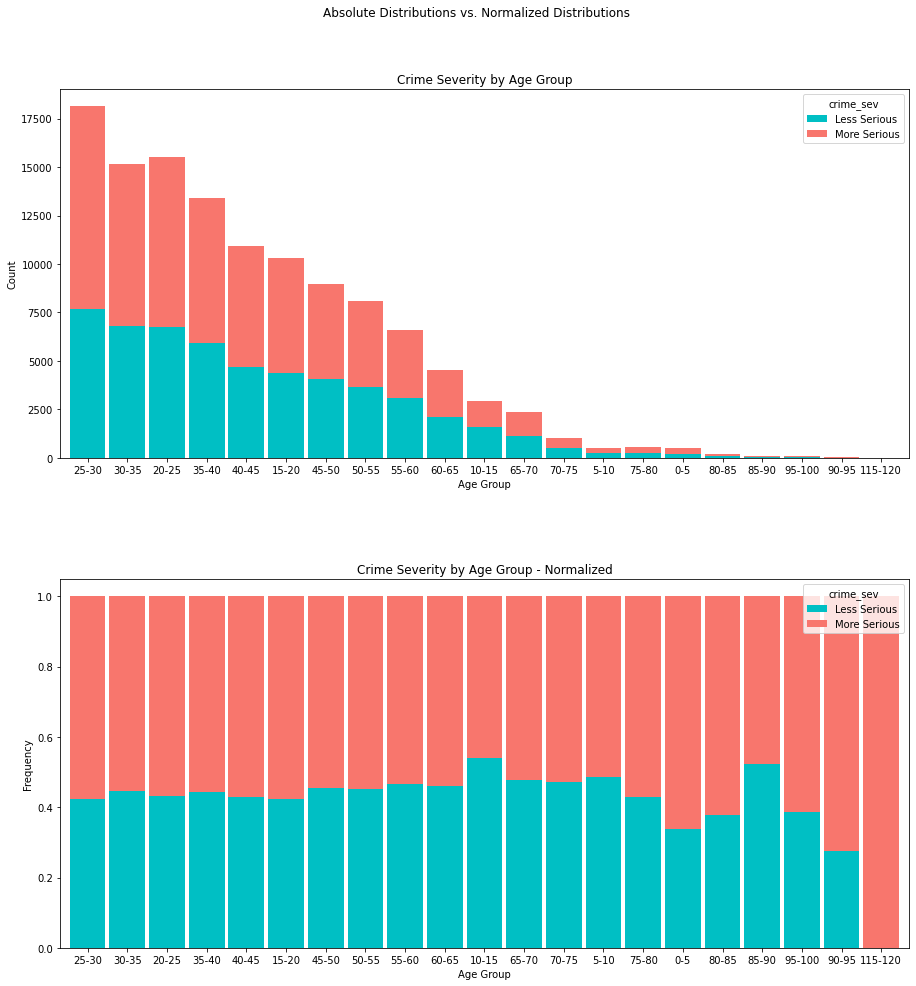 Absolute Distributions vs. Normalized Distributions
Crime Severity by Age Group
crime_sev
Less Serious
More Serious
17500
15000
12500
10000
7500
5000
2500
0
Count
25-30 30-35 20-25 35-40 40-45 15-20 45-50 50-55 55-60 60-65 10-15 65-70 70-75 5-10 75-80 0-5 80-85 85-90 95-100 90-95 115-120
Age Group
Crime Severity by Age Group - Normalized
crime_sev
Less Serious
More Serious
1.0
0.8
0.6
0.4
0.2
0.0
Frequency
25-30 30-35 20-25 35-40 40-45 15-20 45-50 50-55 55-60 60-65 10-15 65-70 70-75 5-10 75-80 0-5 80-85 85-90 95-100 90-95 115-120
Age Group